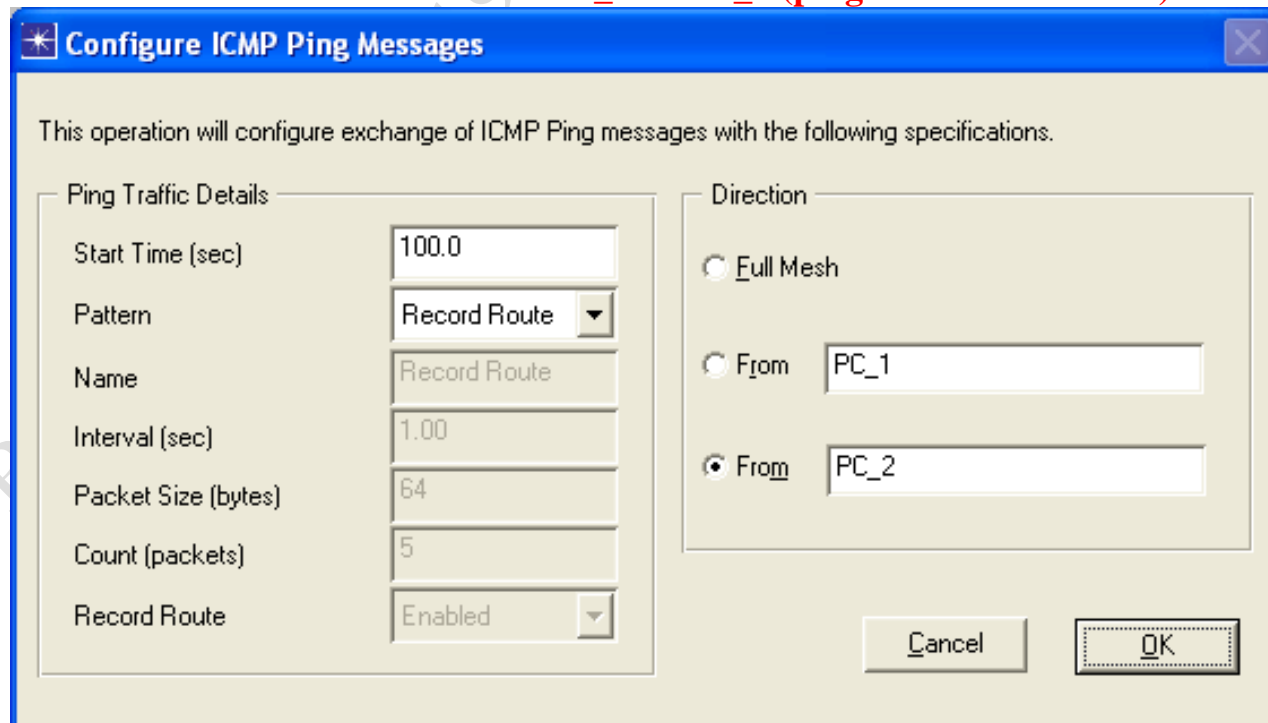 Configure ICMP Ping Messages
This operation will configure exchange of ICMP Ping messages with the following specifications.
Ping Traffic Details
Start Time (sec) 100.0
Pattern Record Route
Name Record Route
Interval (sec) 1.00
Packet Size (bytes) 64
Count (packets) 5
Record Route Enabled
Direction
Full Mesh
From PC_1
From PC_2
Cancel OK